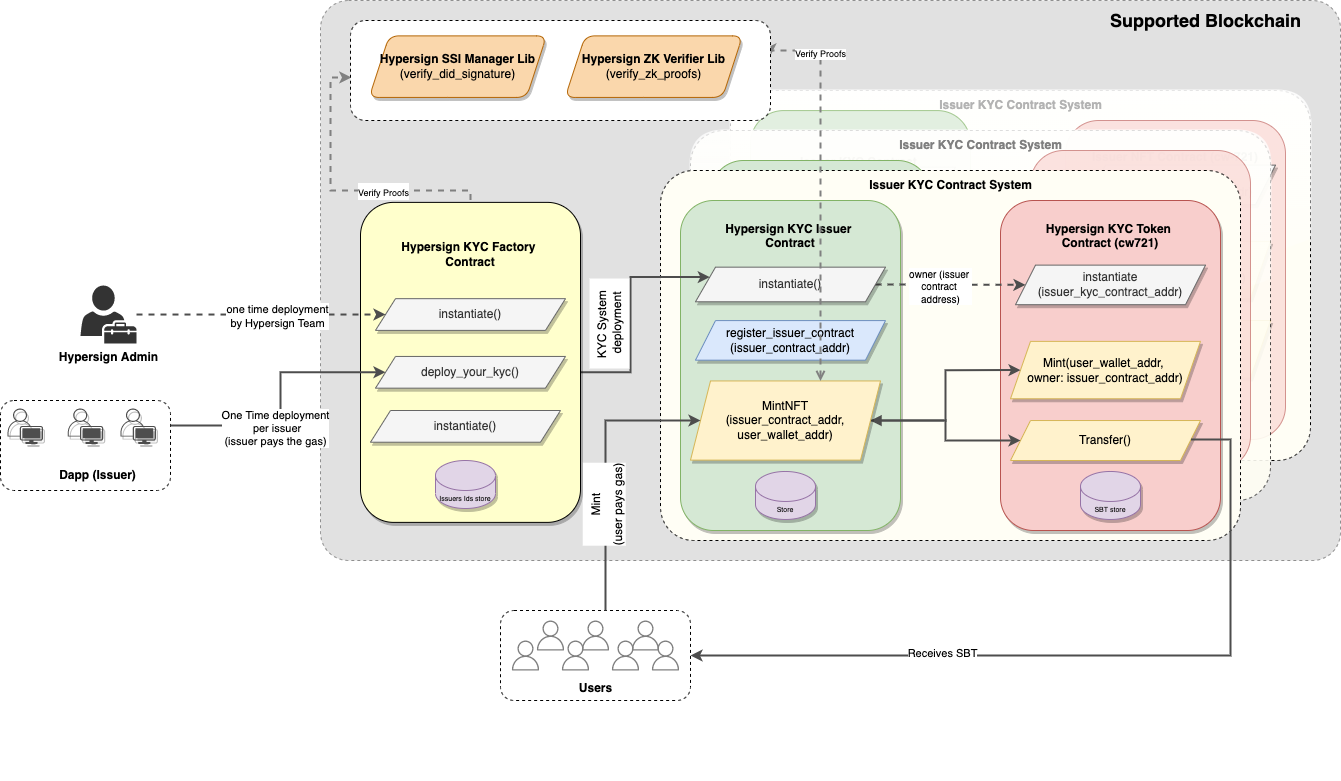 Supported Blockchain
Hypersign SSI Manager Lib
(verify_did_signature)
Hypersign ZK Verifier Lib
(verify_zk_proofs)
Verify Proofs
Issuer KYC Contract System
Issuer KYC Contract System
Issuer KYC Contract System
Verify Proofs
Hypersign KYC Factory
Contract
instantiate()
deploy_your_kyc()
instantiate()
Issuers Ids store
Hypersign KYC Issuer
Contract
instantiate()
register_issuer_contract
(issuer_contract_addr)
MintNFT
(issuer_contract_addr,
user_wallet_addr)
Store
owner (issuer
contract
address)
Hypersign KYC Token
Contract (cw721)
instantiate
(issuer_kyc_contract_addr)
Mint(user_wallet_addr,
owner: issuer_contract_addr)
Transfer()
SBT store
one time deployment
by Hypersign Team
Hypersign Admin
One Time deployment
per issuer
(issuer pays the gas)
Dapp (Issuer)
KYC System
deployment
Mint
(user pays gas)
Receives SBT
Users